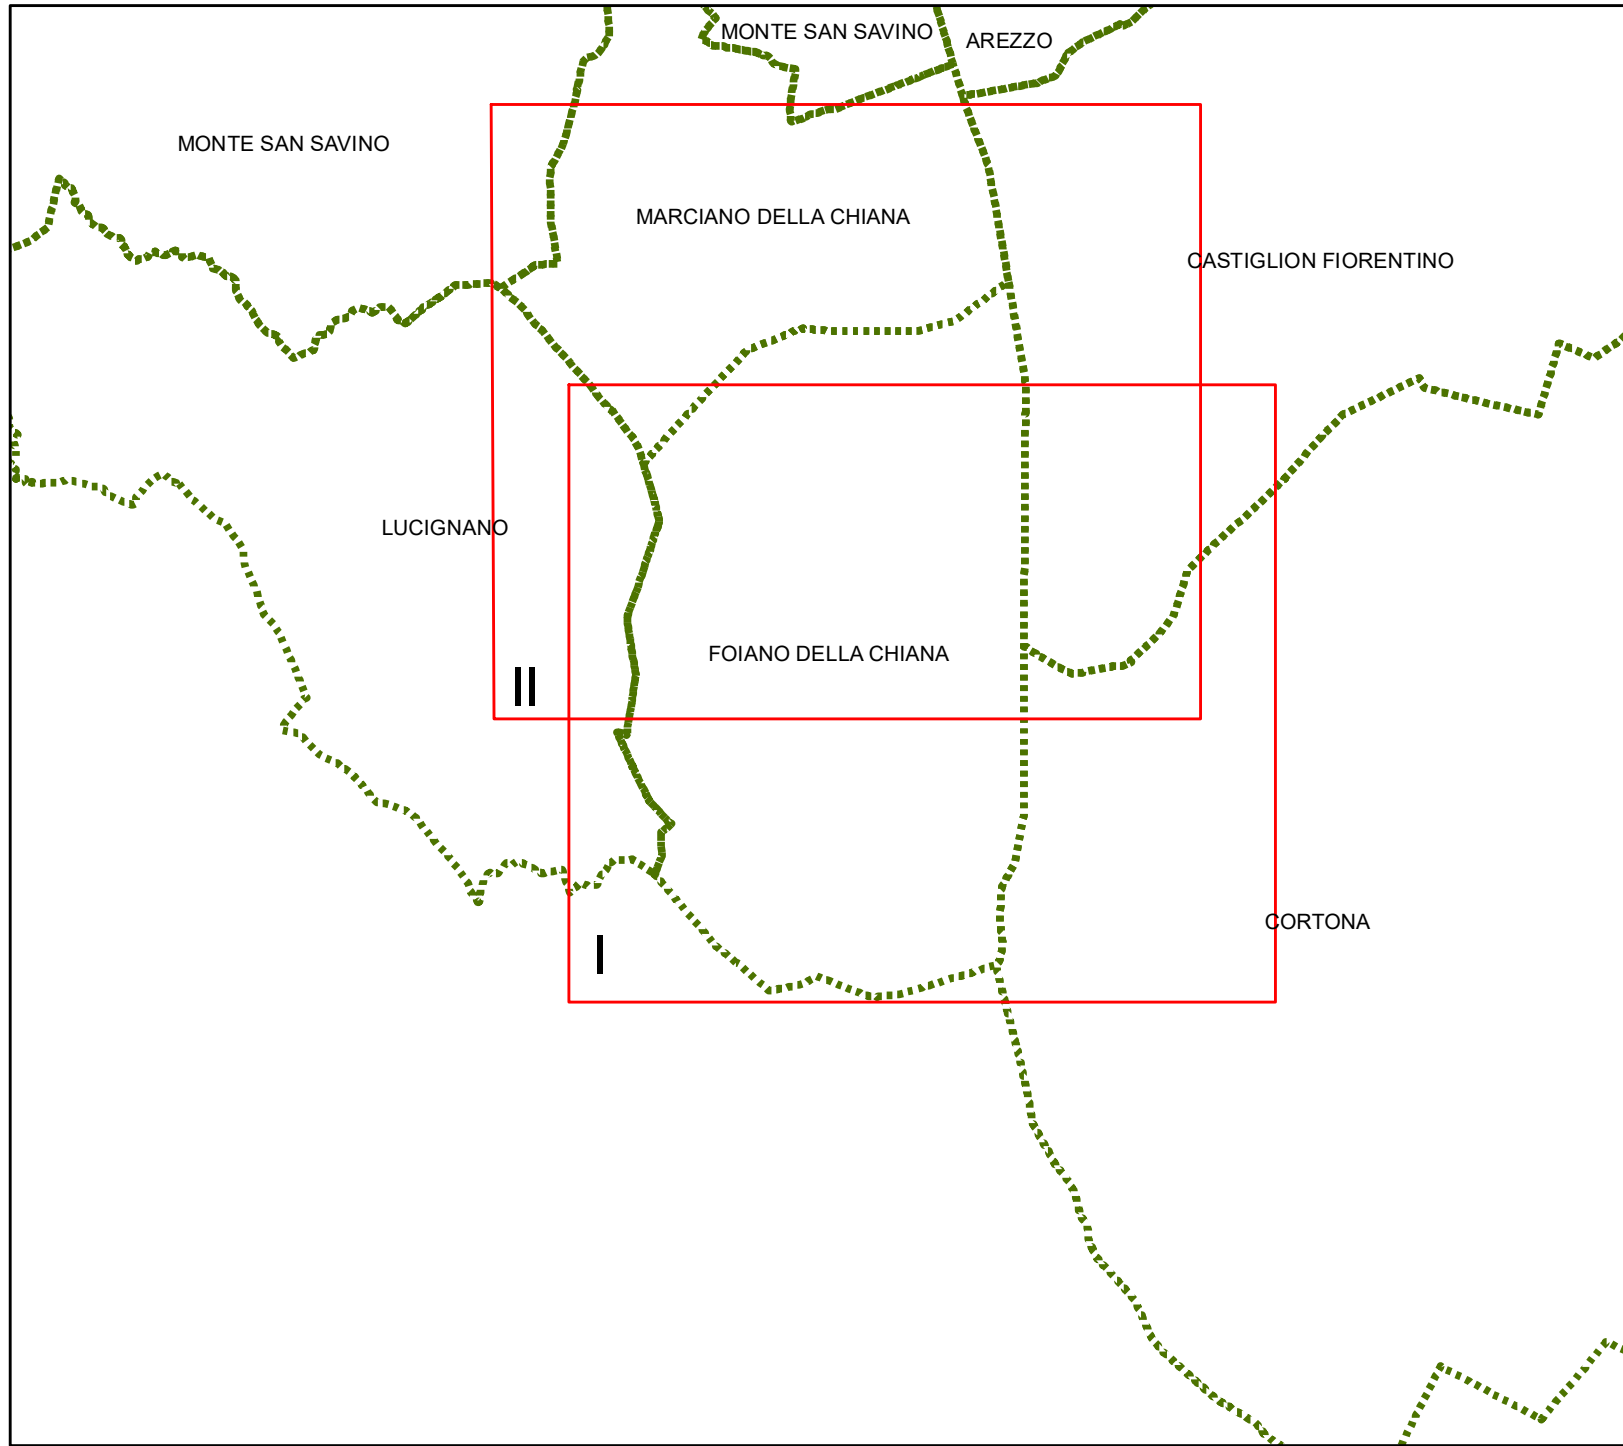 MONTE SAN SAVINO
AREZZO
MONTE SAN SAVINO
MARCIANO DELLA CHIANA
CASTIGLION FIORENTINO
LUCIGNANO
FOIANO DELLA CHIANA
II
CORTONA
I